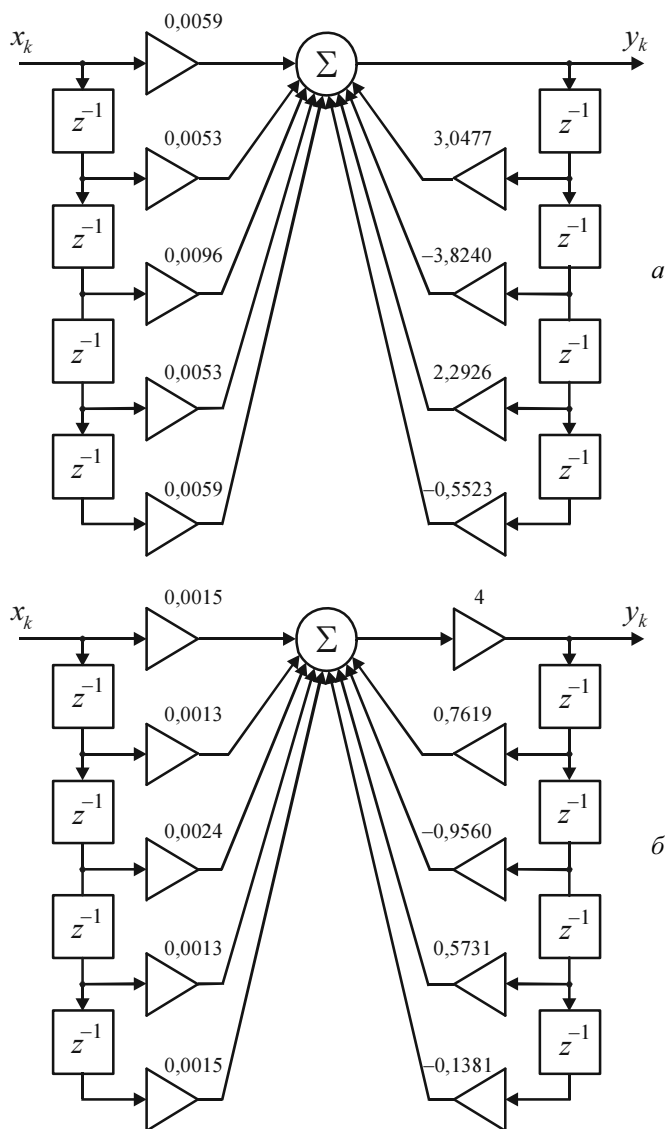 0,0059
x_k Σ y_k
z⁻¹ z⁻¹
0,0053 3,0477
z⁻¹ z⁻¹
0,0096 –3,8240
а
z⁻¹ z⁻¹
0,0053 2,2926
z⁻¹ z⁻¹
0,0059 –0,5523
0,0015 4
x_k Σ y_k
z⁻¹ z⁻¹
0,0013 0,7619
z⁻¹ z⁻¹
0,0024 –0,9560
б
z⁻¹ z⁻¹
0,0013 0,5731
z⁻¹ z⁻¹
0,0015 –0,1381